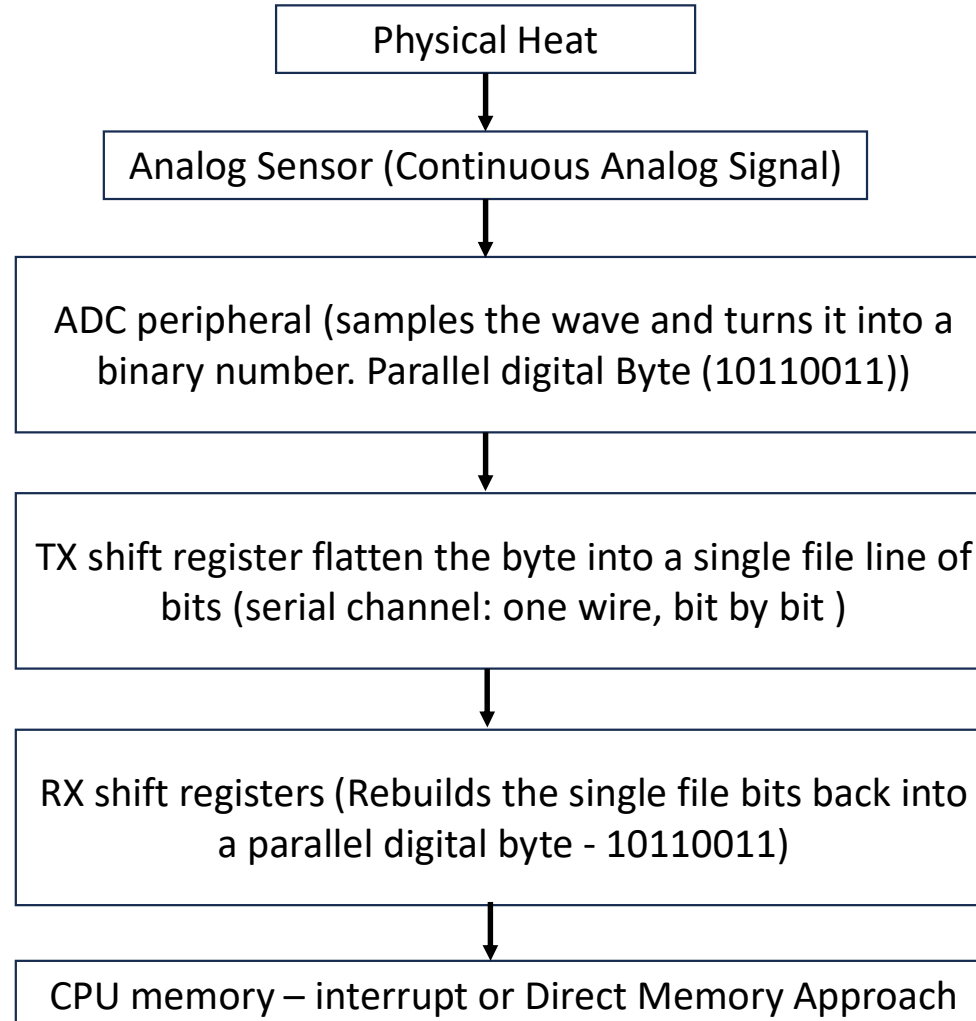 Physical Heat
Analog Sensor (Continuous Analog Signal)
ADC peripheral (samples the wave and turns it into a
binary number. Parallel digital Byte (10110011))
TX shift register flatten the byte into a single file line of
bits (serial channel: one wire, bit by bit )
RX shift registers (Rebuilds the single file bits back into
a parallel digital byte - 10110011)
CPU memory – interrupt or Direct Memory Approach